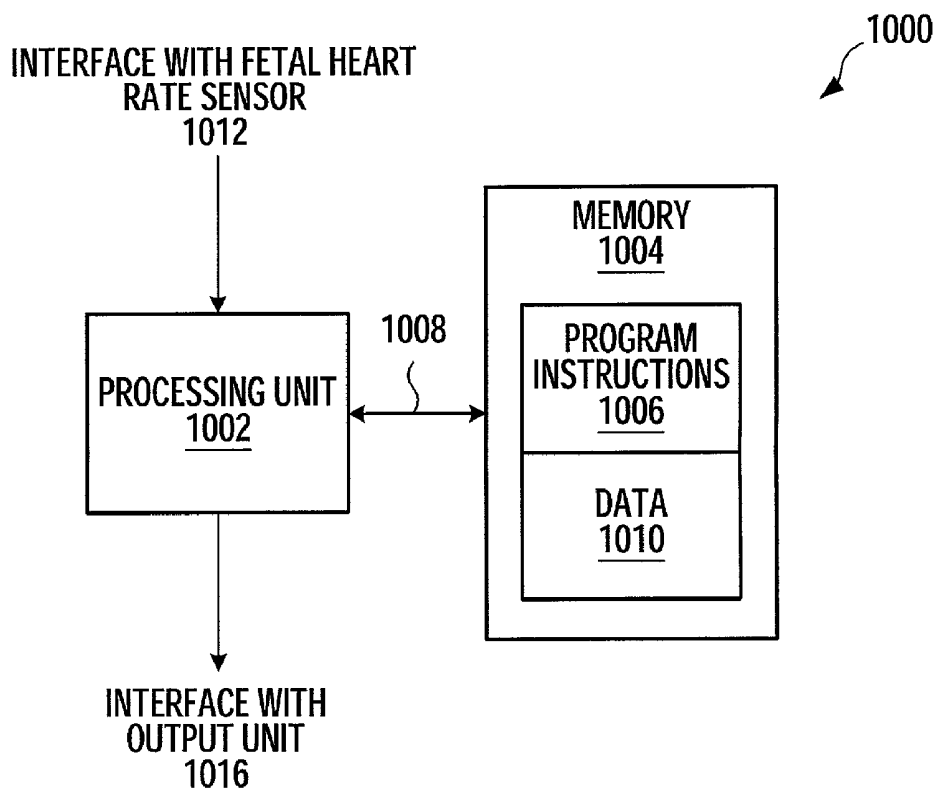 1000
INTERFACE WITH FETAL HEART
RATE SENSOR
1012
MEMORY
1004
1008
PROGRAM
INSTRUCTIONS
1006
PROCESSING UNIT
1002
DATA
1010
INTERFACE WITH
OUTPUT UNIT
1016